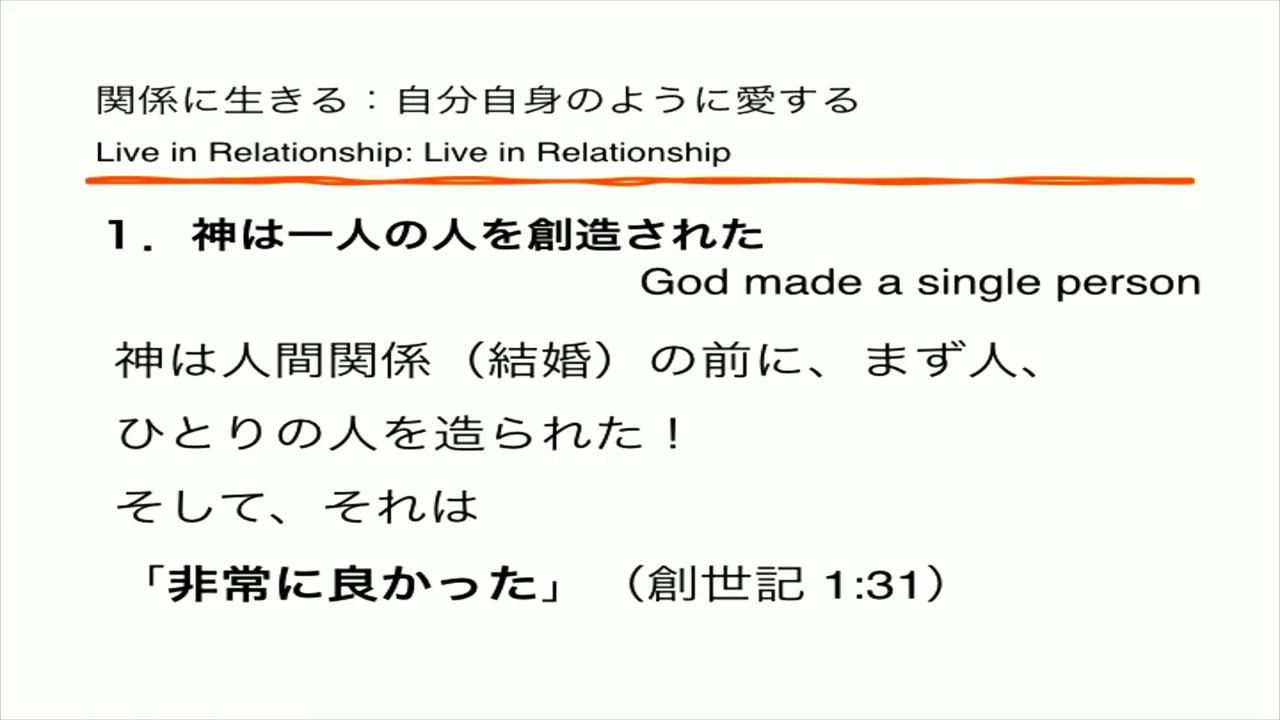 関係に生きる：自分自身のように愛する
Live in Relationship: Live in Relationship
１．神は一人の人を創造された
God made a single person
神は人間関係（結婚）の前に、まず人、
ひとりの人を造られた！
そして、それは
「非常に良かった」（創世記 1:31）